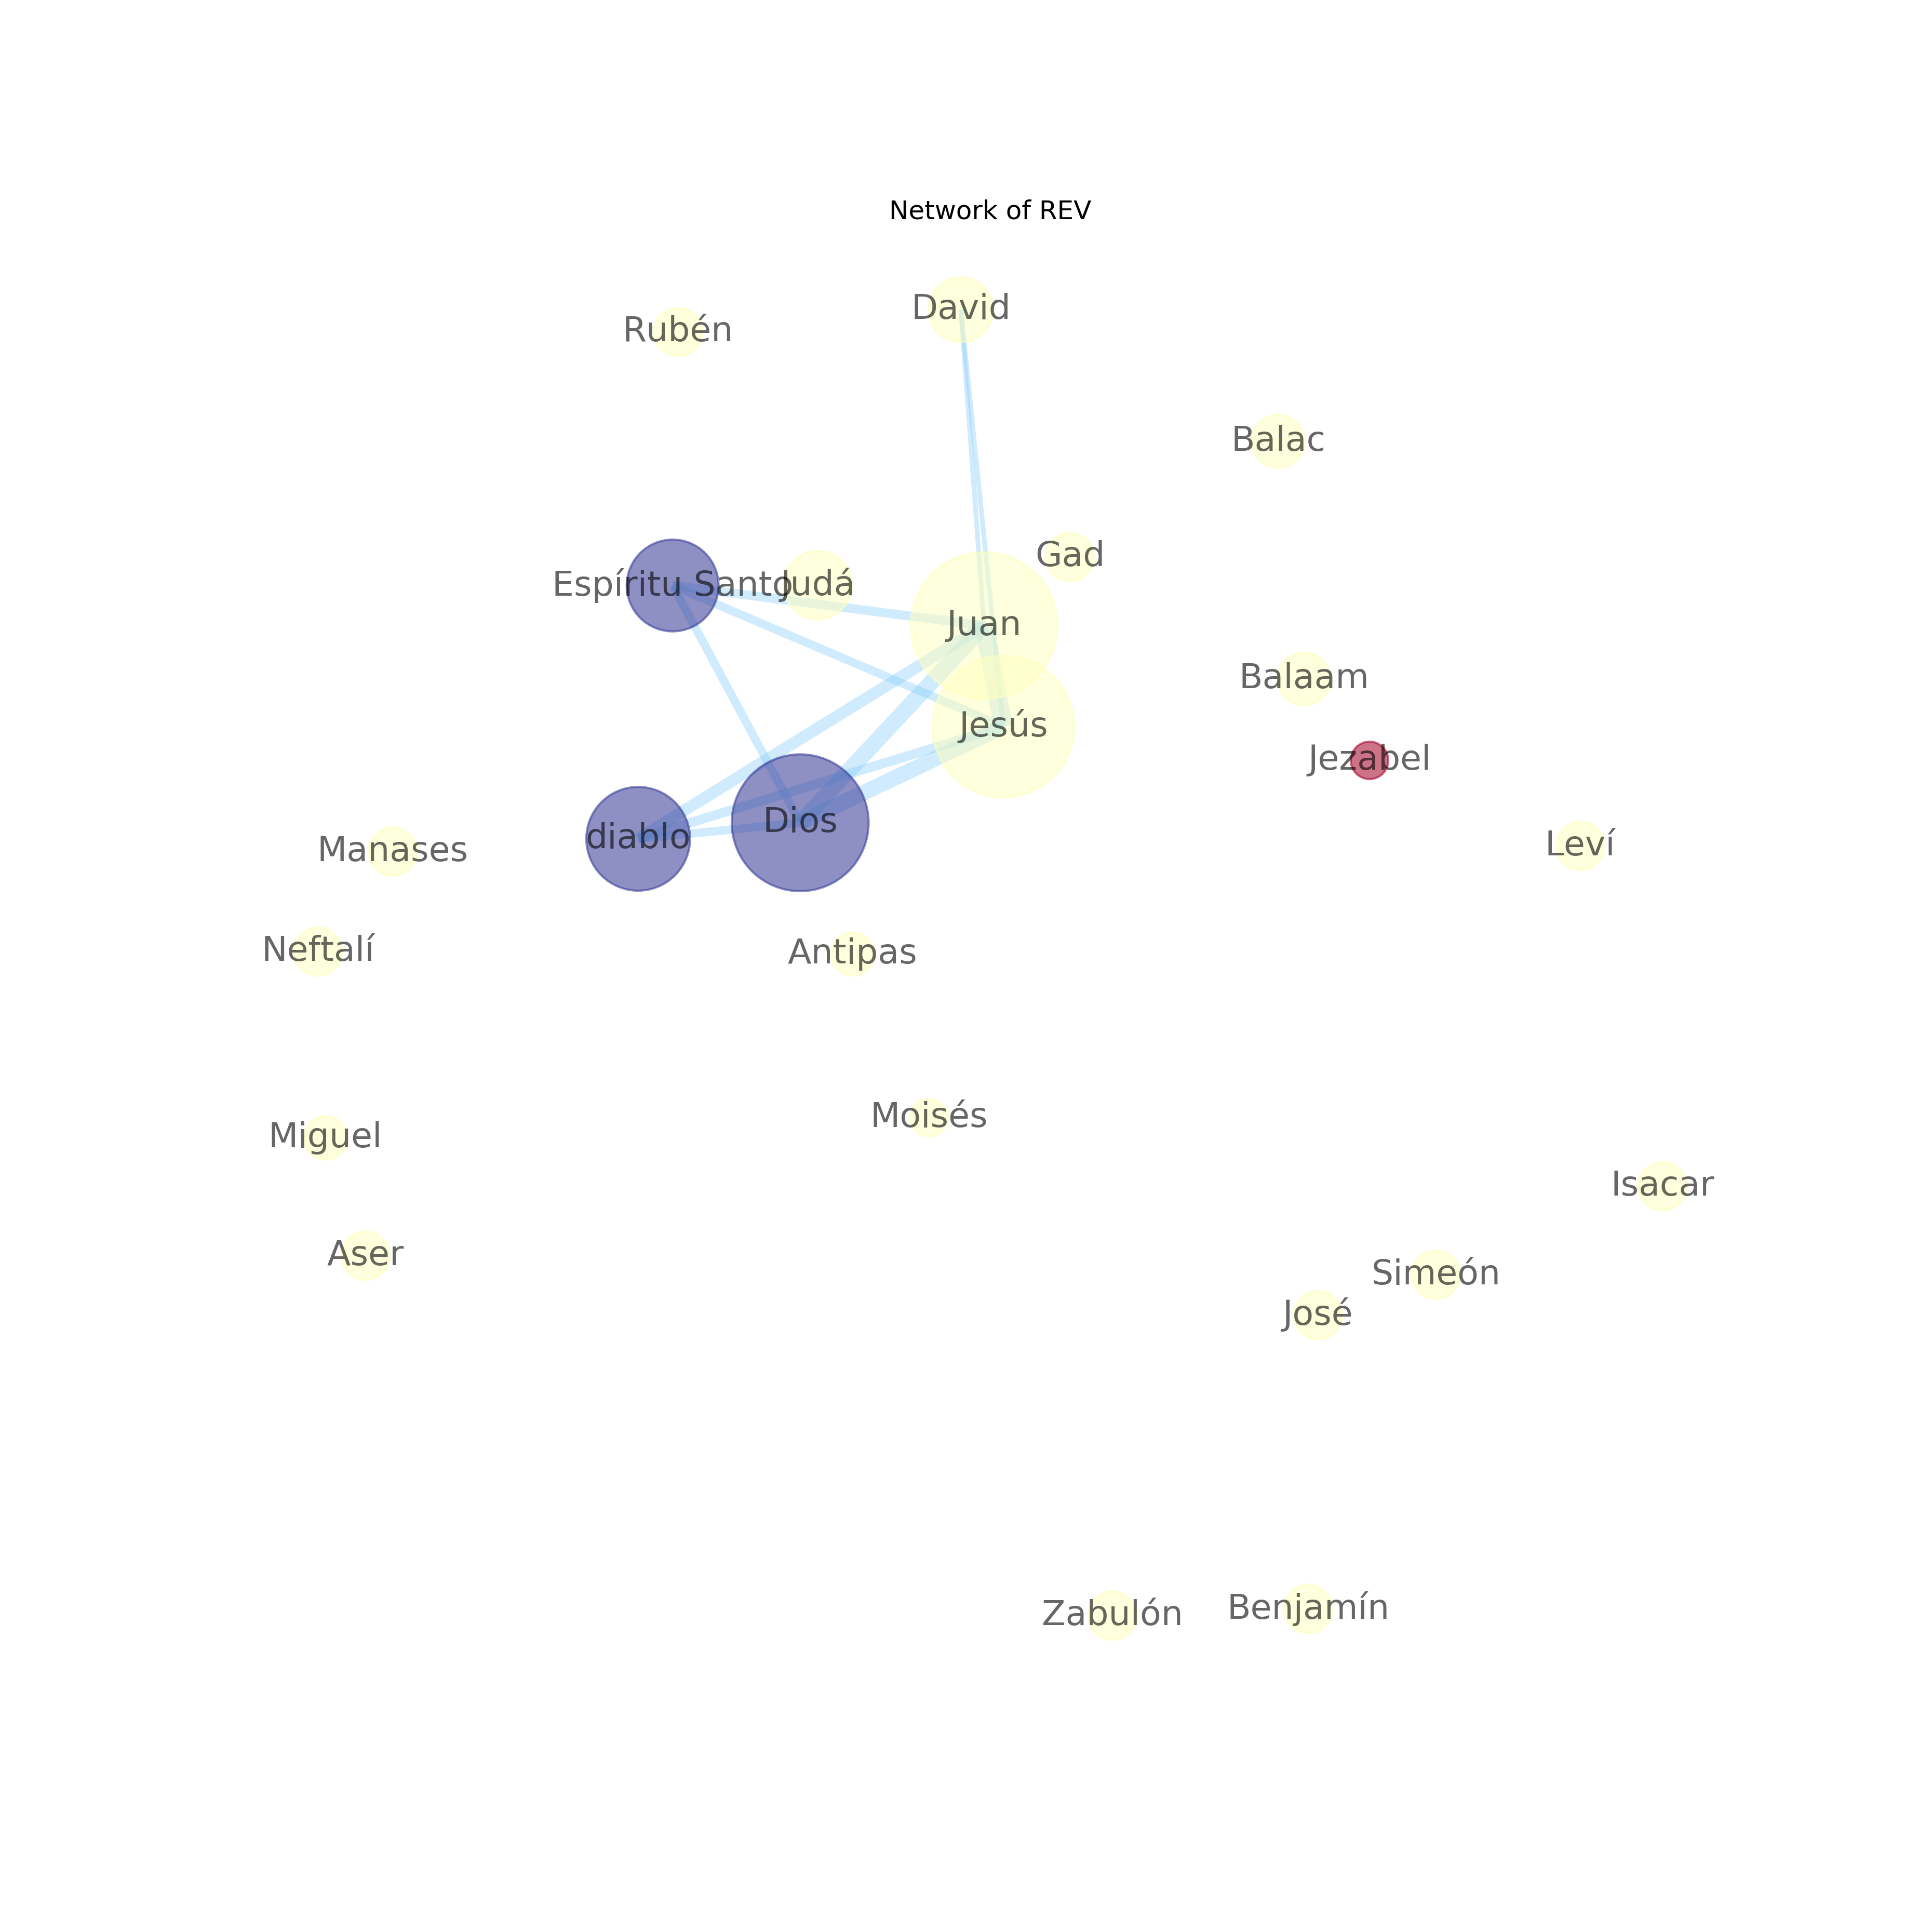 Network of REV
David
Rubén
Balac
Gad
Espíritu Santo
Judá
Juan
Balaam
Jesús
Jezabel
Dios
diablo
Leví
Manases
Neftalí
Antipas
Moisés
Miguel
Isacar
Aser
Simeón
José
Benjamín
Zabulón